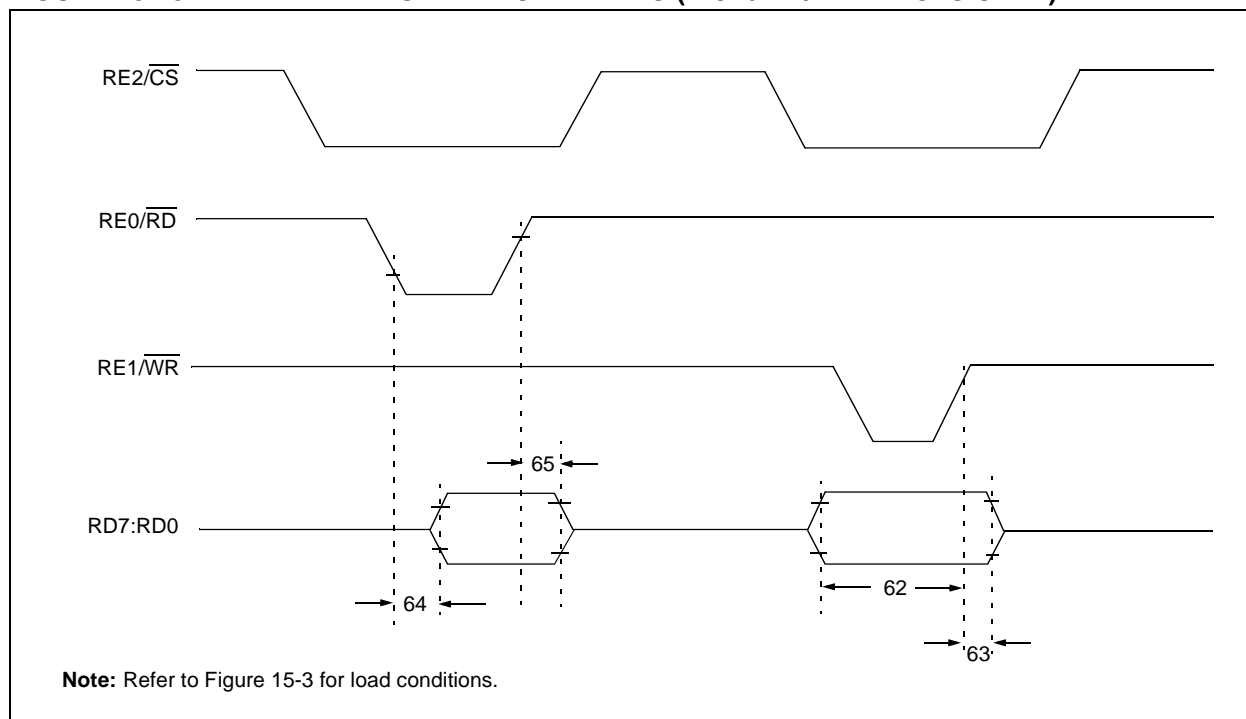 RE2/CS
RE0/RD
RE1/WR
65
RD7:RD0
64
62
63
Note: Refer to Figure 15-3 for load conditions.